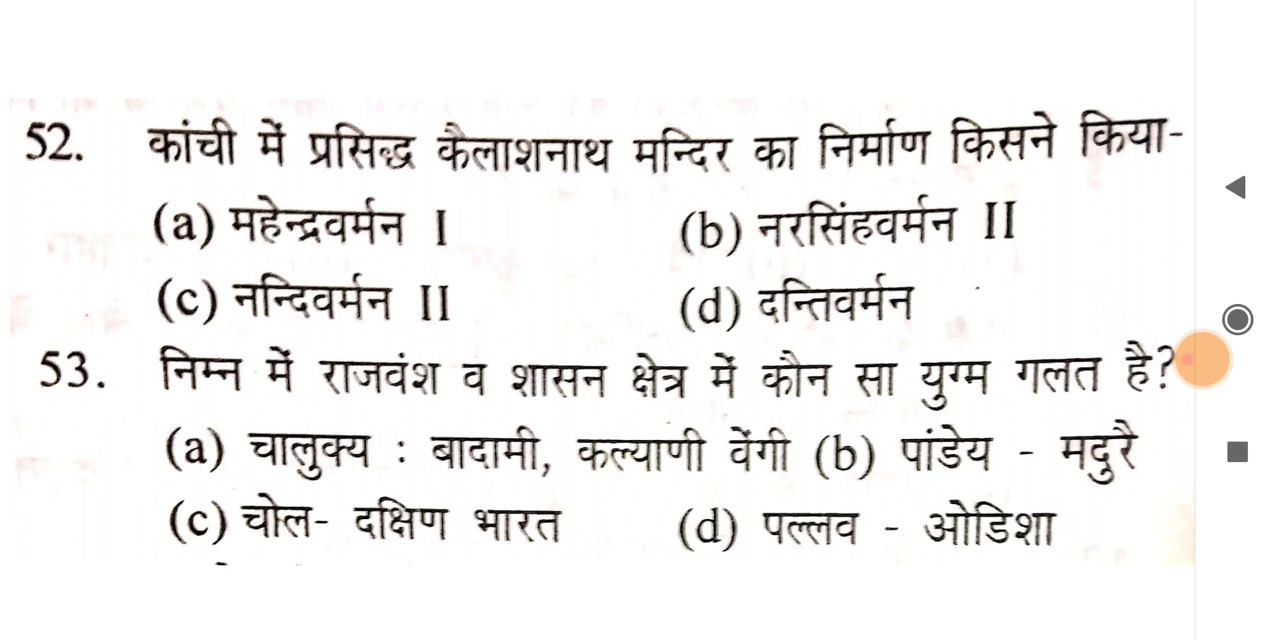 52. कांची में प्रसिद्ध कैलाशनाथ मन्दिर का निर्माण किसने किया-
(a) महेन्द्रवर्मन I (b) नरसिंहवर्मन II
(c) नन्दिवर्मन II (d) दन्तिवर्मन
53. निम्न में राजवंश व शासन क्षेत्र में कौन सा युग्म गलत है?
(a) चालुक्य : बादामी, कल्याणी वेंगी (b) पांडेय - मदुरै
(c) चोल- दक्षिण भारत (d) पल्लव - ओडिशा